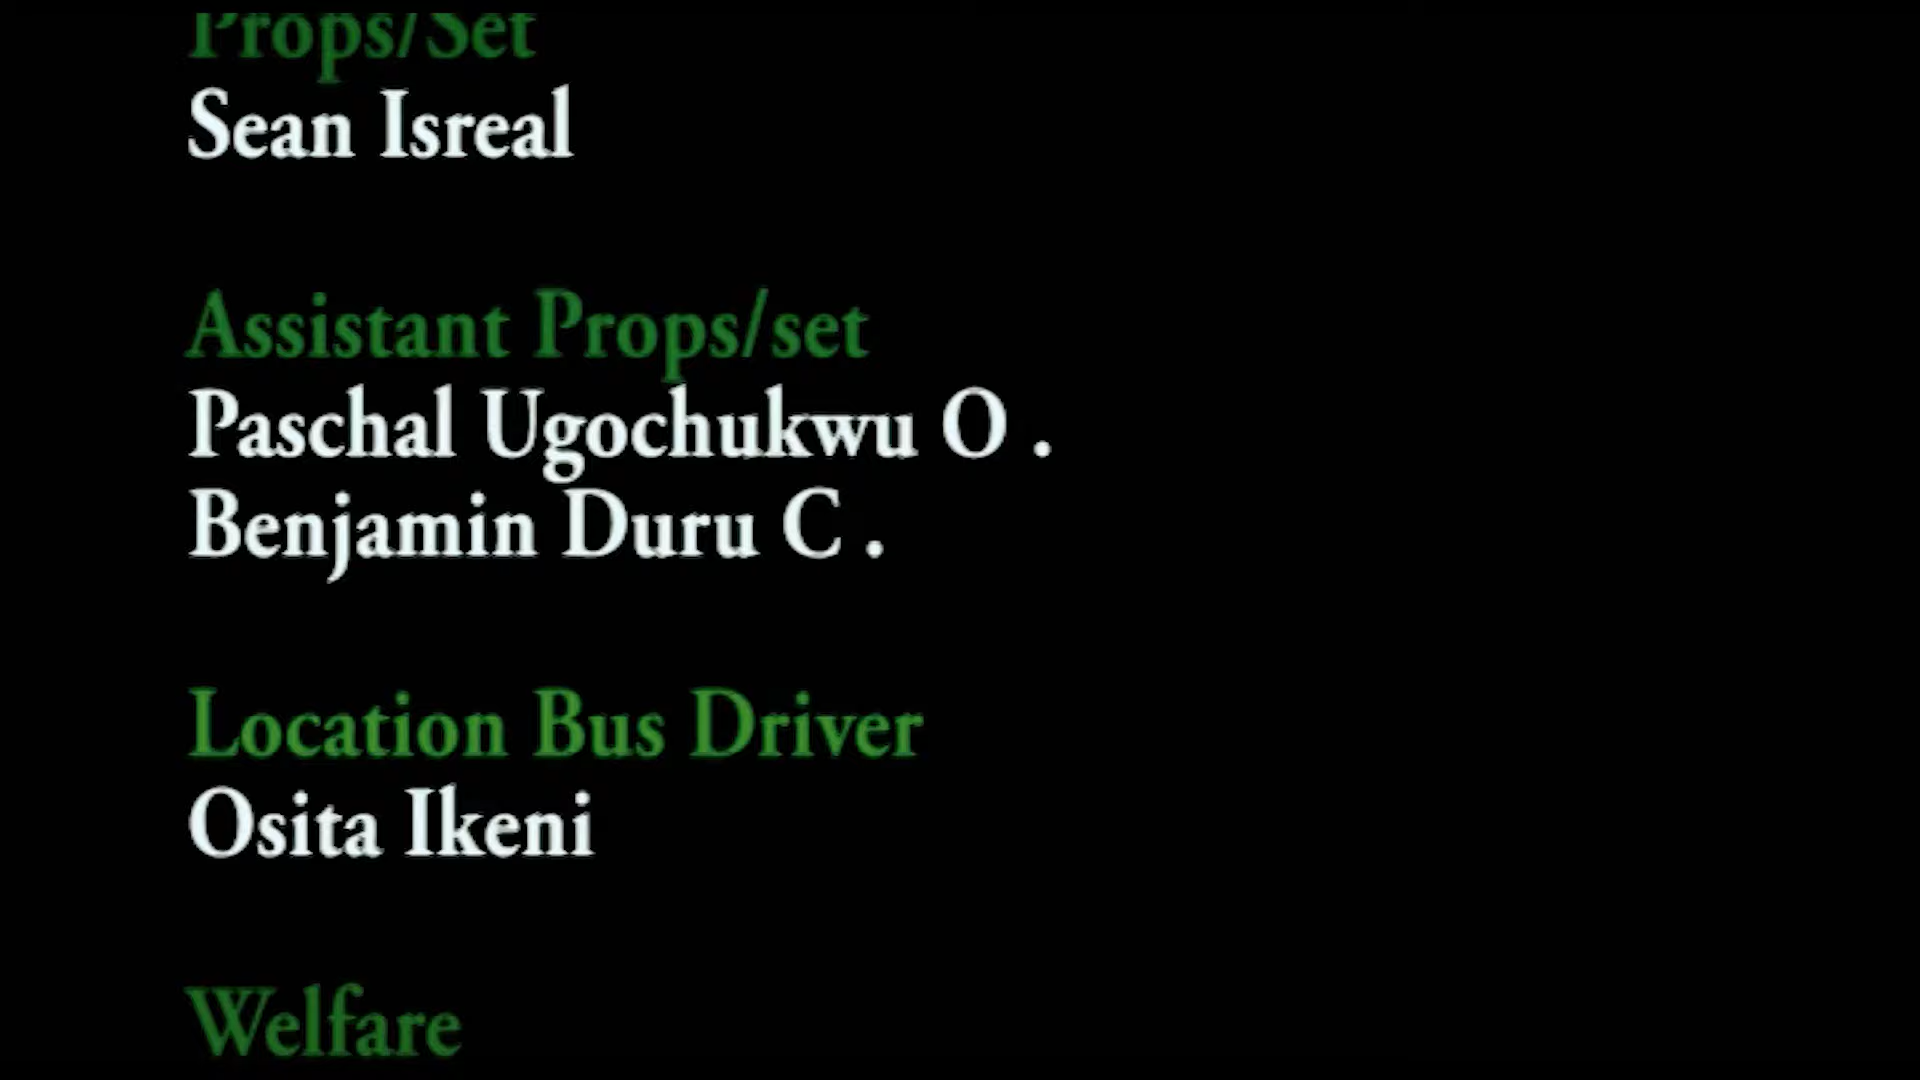 Props/Set
Sean Isreal
Assistant Props/set
Paschal Ugochukwu O .
Benjamin Duru C .
Location Bus Driver
Osita Ikeni
Welfare